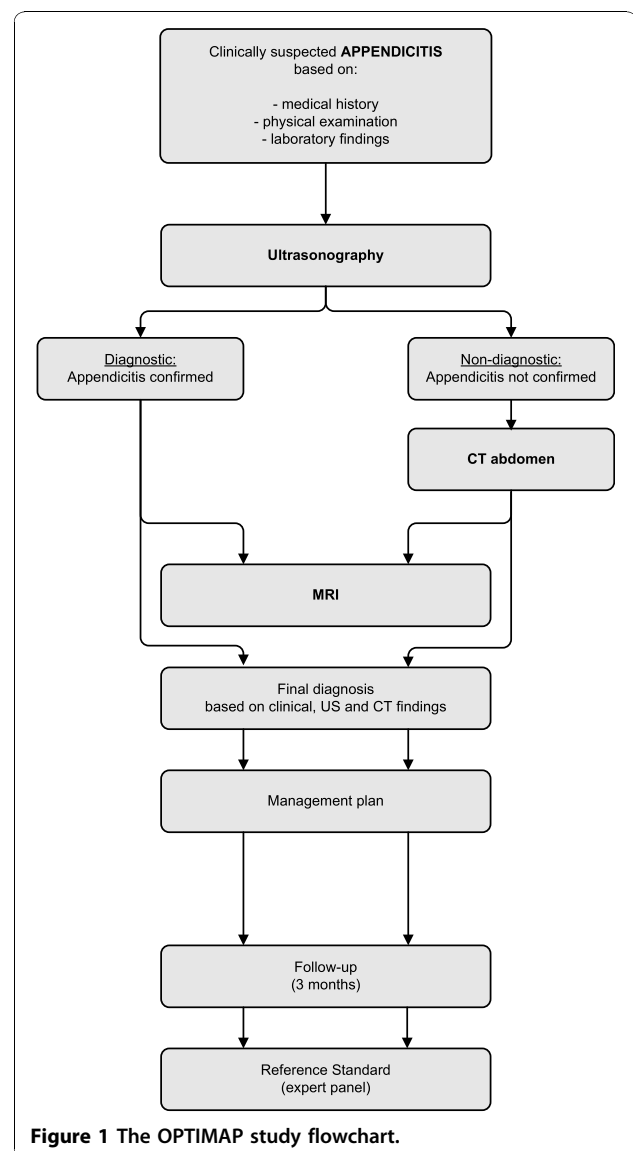 Clinically suspected APPENDICITIS
based on:
- medical history
- physical examination
- laboratory findings
Ultrasonography
Diagnostic:
Appendicitis confirmed
Non-diagnostic:
Appendicitis not confirmed
CT abdomen
MRI
Final diagnosis
based on clinical, US and CT findings
Management plan
Follow-up
(3 months)
Reference Standard
(expert panel)
Figure 1 The OPTIMAP study flowchart.